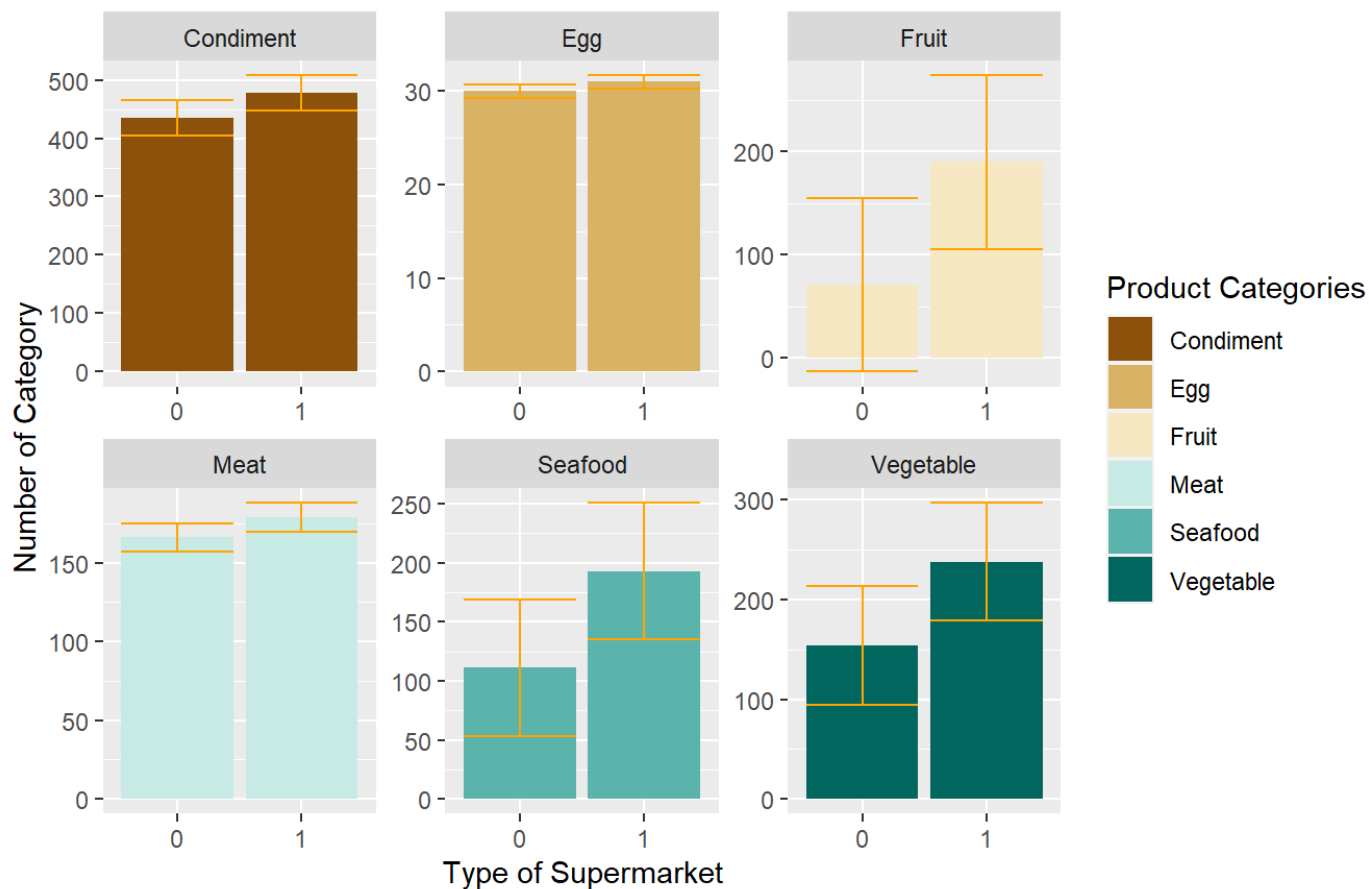 Condiment
Egg
Fruit
500
400
300
200
100
0
30
20
10
0
200
100
0
0 1
0 1
0 1
Meat
Seafood
Vegetable
150
100
50
0
250
200
150
100
50
0
300
200
100
0
0 1
0 1
0 1
Number of Category
Type of Supermarket
Product Categories
Condiment
Egg
Fruit
Meat
Seafood
Vegetable